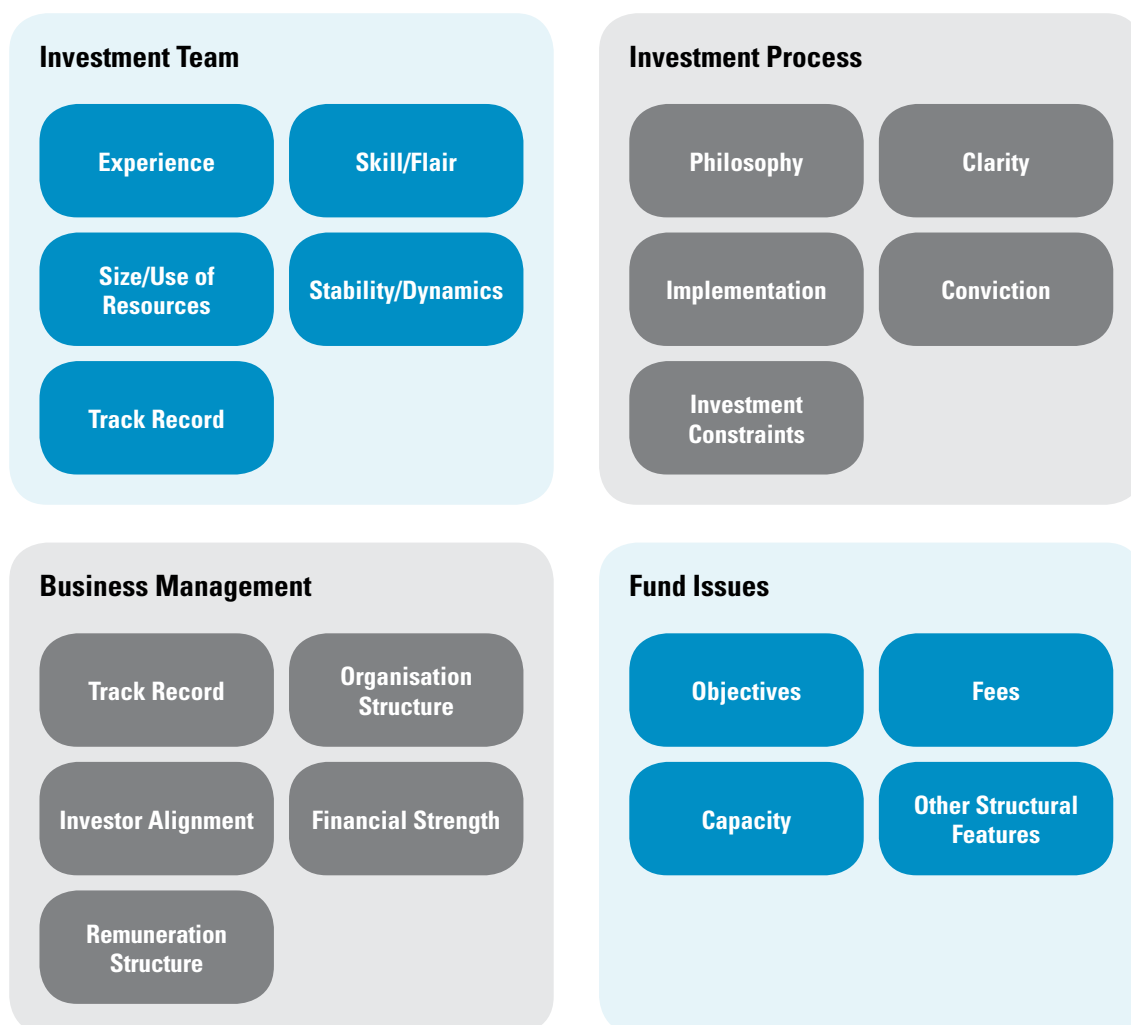 Investment Team
Experience
Skill/Flair
Size/Use of
Resources
Stability/Dynamics
Track Record
Investment Process
Philosophy
Clarity
Implementation
Conviction
Investment
Constraints
Business Management
Track Record
Organisation
Structure
Investor Alignment
Financial Strength
Remuneration
Structure
Fund Issues
Objectives
Fees
Capacity
Other Structural
Features